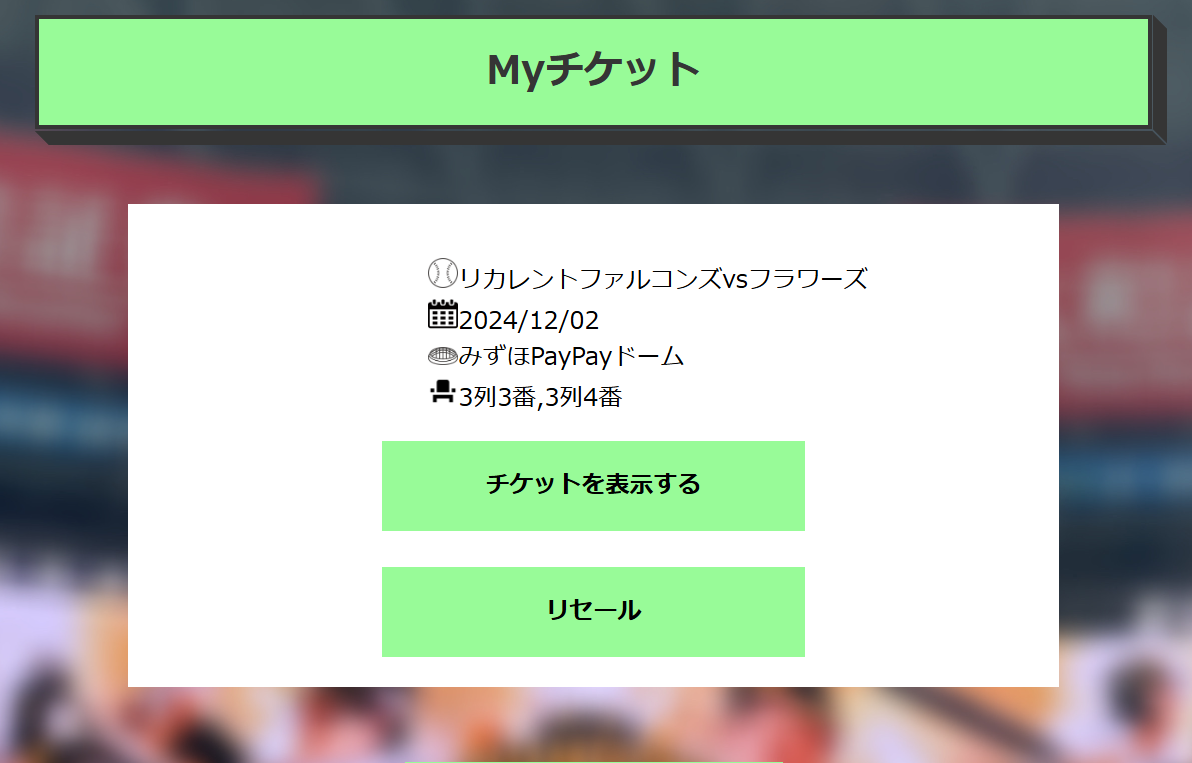 Myチケット
リカレントファルコンズvsフラワーズ
2024/12/02
みずほPayPayドーム
3列3番,3列4番
チケットを表示する
リセール